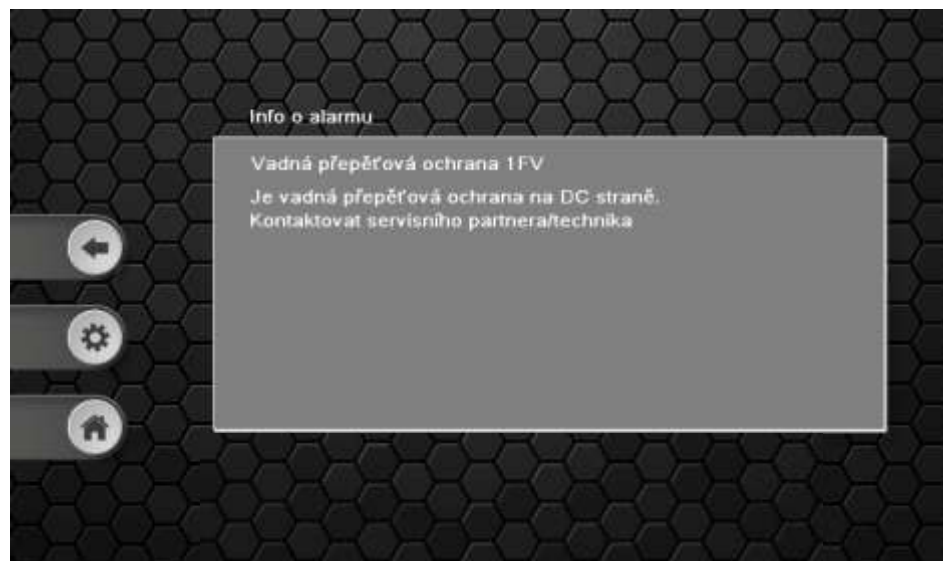 Info o alarmu
Vadná přepěťová ochrana 1FV
Je vadná přepěťová ochrana na DC straně.
Kontaktovat servisního partnera/technika